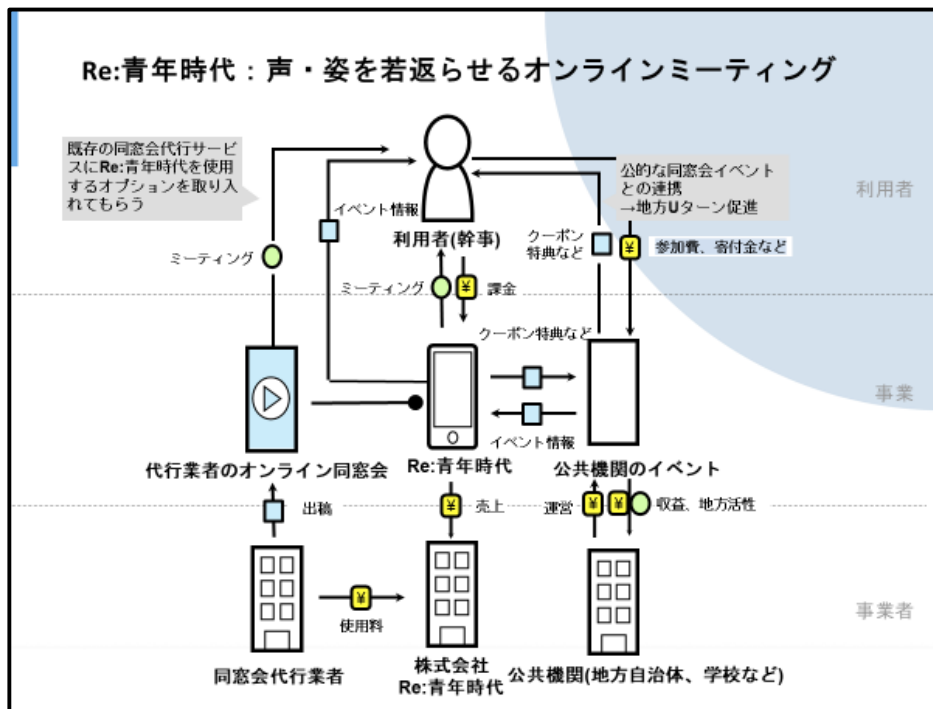 Re:青年時代：声・姿を若返らせるオンラインミーティング
既存の同窓会代行サービ
スにRe:青年時代を使用
するオプションを取り入
れてもらう
公的な同窓会イベント
との連携
→地方Uターン促進
利用者
イベント情報
利用者(幹事)
クーポン
特典など
¥
参加費、寄付金など
ミーティング
ミーティング
¥
課金
クーポン特典など
事業
イベント情報
代行業者のオンライン同窓会
Re:青年時代
公共機関のイベント
出稿
¥
売上
運営
¥
¥
収益、地方活性
¥
使用料
事業者
同窓会代行業者
株式会社
Re:青年時代
公共機関(地方自治体、学校など)